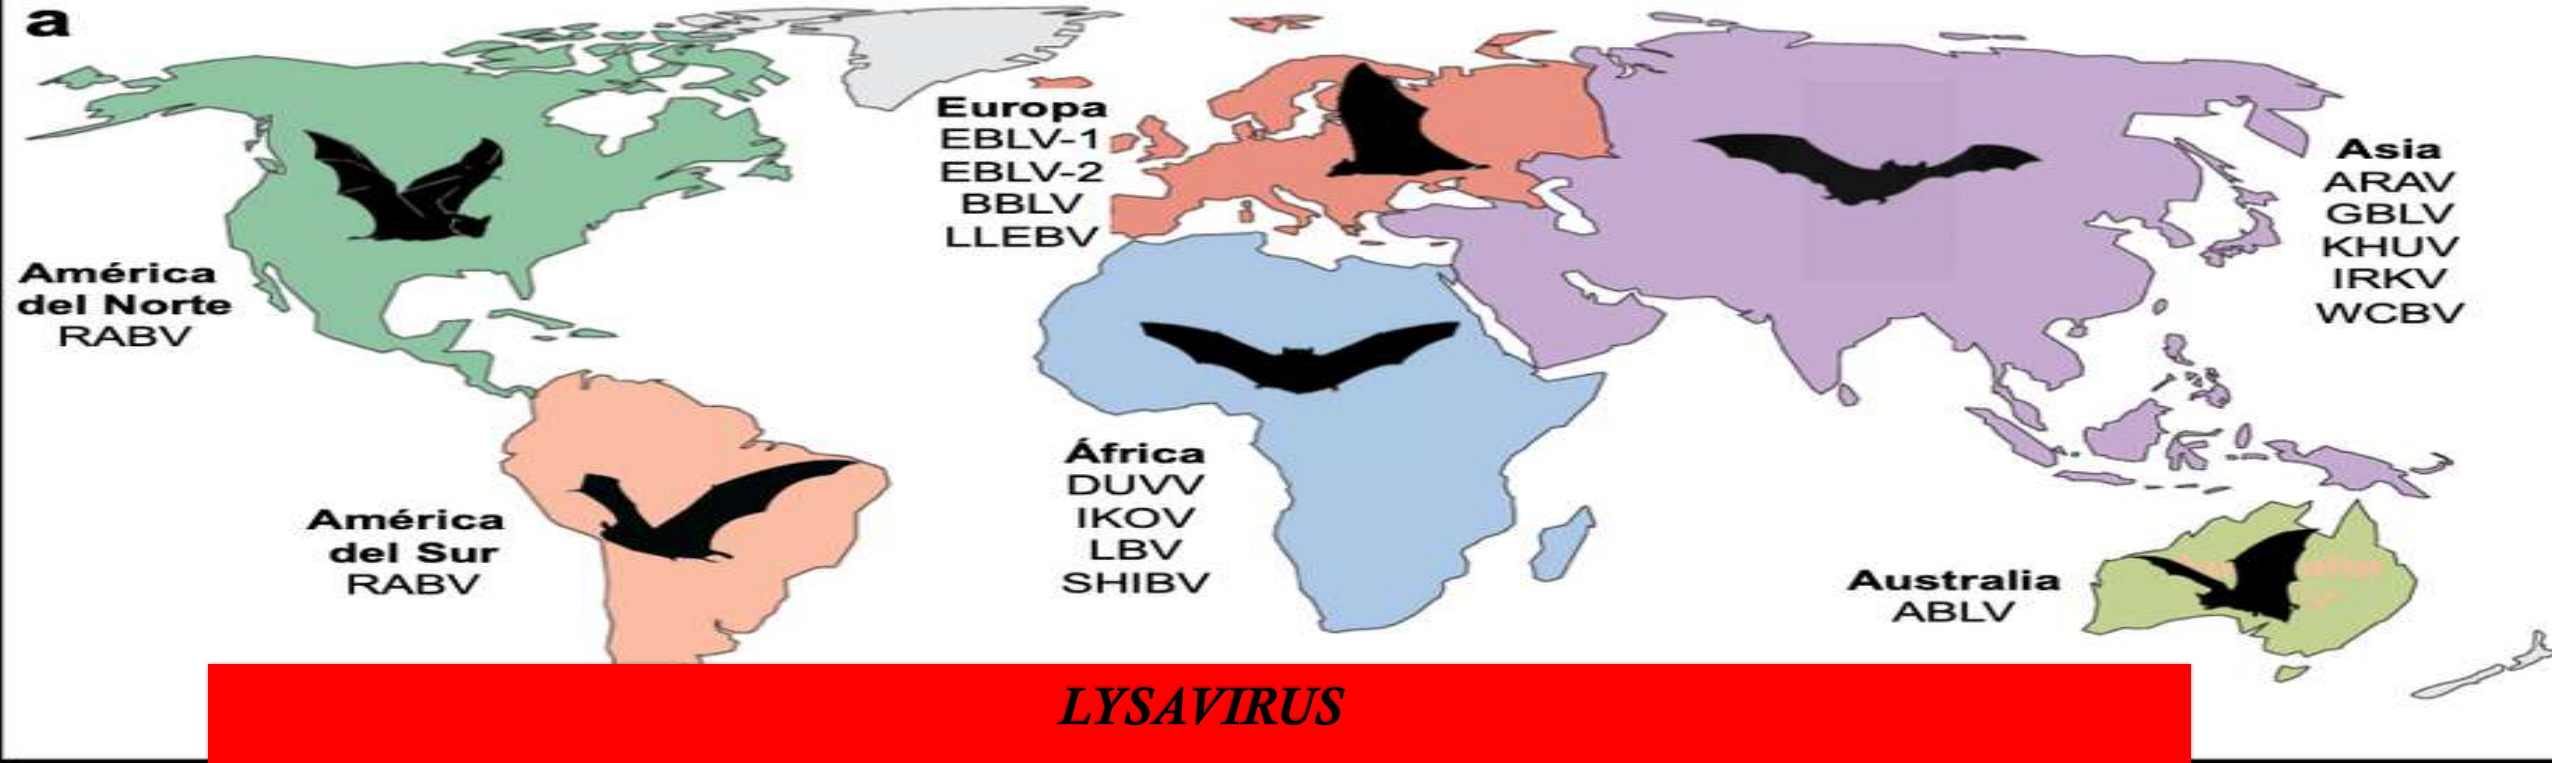 a
América
del Norte
RABV
América
del Sur
RABV
Europa
EBLV-1
EBLV-2
BBLV
LLEBV
África
DUVV
IKOV
LBV
SHIBV
Asia
ARAV
GBLV
KHUV
IRKV
WCBV
Australia
ABLV
LYSAVIRUS